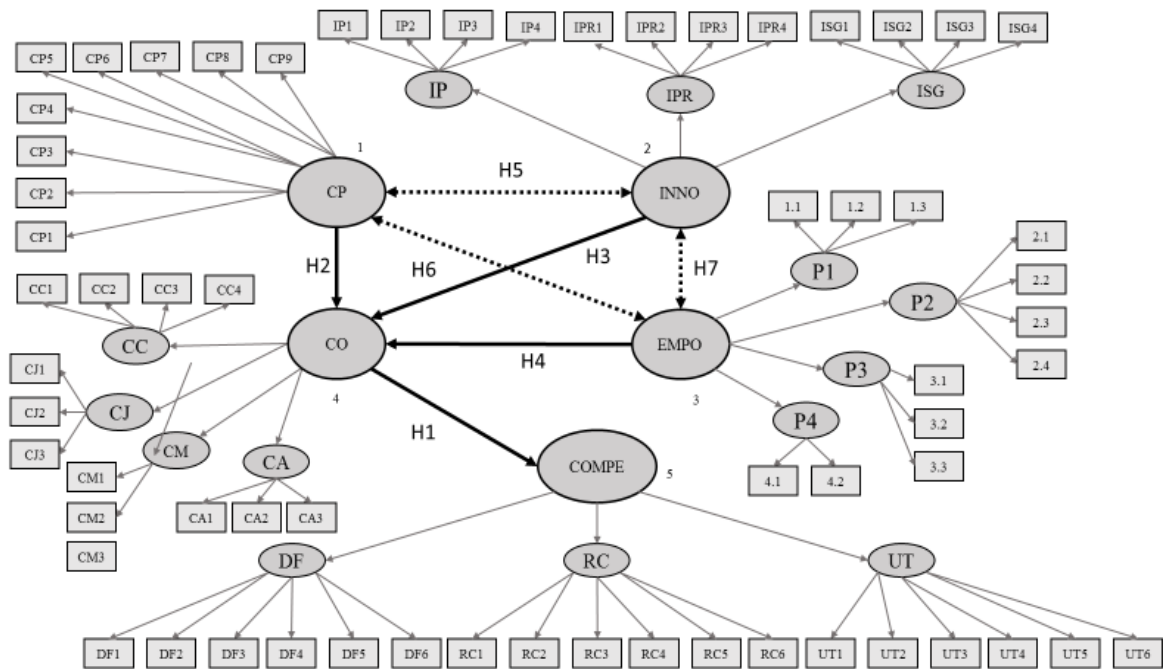 IP1 IP2 IP3 IP4 IPR1 IPR2 IPR3 IPR4 ISG1 ISG2 ISG3 ISG4
CP5 CP6 CP7 CP8 CP9
IP IPR ISG
CP4
CP3
1 2
CP H5 INNO
CP2
CP1
1.1 1.2 1.3
2.1
H2 H6 H3 H7
P1
2.2
CC1 CC2 CC3 CC4
P2
2.3
CC CO H4 EMPO
2.4
CJ1
P3
3.1
4 3
CJ2 CJ
P4
3.2
H1
CJ3
CM CA COMPE 5
3.3
CM1
4.1 4.2
CM2 CA1 CA2 CA3
CM3
DF RC UT
DF1 DF2 DF3 DF4 DF5 DF6 RC1 RC2 RC3 RC4 RC5 RC6 UT1 UT2 UT3 UT4 UT5 UT6